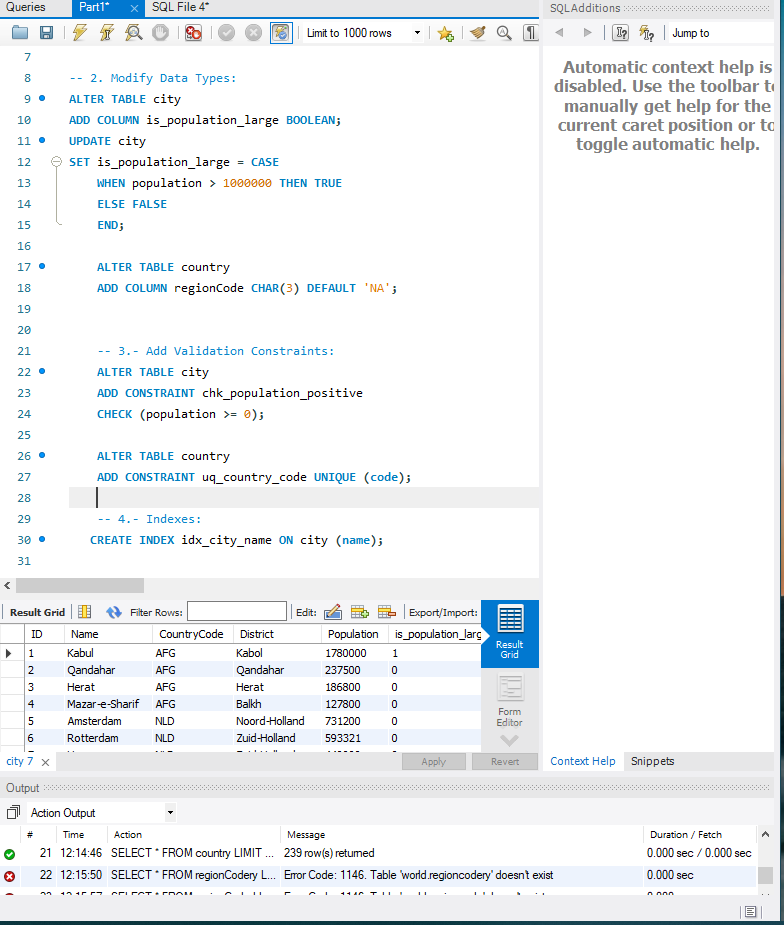 Queries Part1* × SQL File 4*
Limit to 1000 rows
7
8 -- 2. Modify Data Types:
9 ALTER TABLE city
10 ADD COLUMN is_population_large BOOLEAN;
11 UPDATE city
12 SET is_population_large = CASE
13 WHEN population > 1000000 THEN TRUE
14 ELSE FALSE
15 END;
16
17 ALTER TABLE country
18 ADD COLUMN regionCode CHAR(3) DEFAULT 'NA';
19
20
21 -- 3.- Add Validation Constraints:
22 ALTER TABLE city
23 ADD CONSTRAINT chk_population_positive
24 CHECK (population >= 0);
25
26 ALTER TABLE country
27 ADD CONSTRAINT uq_country_code UNIQUE (code);
28
29 -- 4.- Indexes:
30 CREATE INDEX idx_city_name ON city (name);
31
SQLAdditions
Jump to
Automatic context help is
disabled. Use the toolbar to
manually get help for the
current caret position or to
toggle automatic help.
Result Grid Filter Rows: Edit: Export/Import:
ID Name CountryCode District Population is_population_larg
1 Kabul AFG Kabol 1780000 1
2 Qandahar AFG Qandahar 237500 0
3 Herat AFG Herat 186800 0
4 Mazar-e-Sharif AFG Balkh 127800 0
5 Amsterdam NLD Noord-Holland 731200 0
6 Rotterdam NLD Zuid-Holland 593321 0
Result
Grid
Form
Editor
city 7 × Apply Revert
Context Help Snippets
Output
Action Output
# Time Action Message Duration / Fetch
21 12:14:46 SELECT * FROM country LIMIT ... 239 row(s) returned 0.000 sec / 0.000 sec
22 12:15:50 SELECT * FROM regionCodery L... Error Code: 1146. Table 'world.regioncodery' doesn't exist 0.000 sec